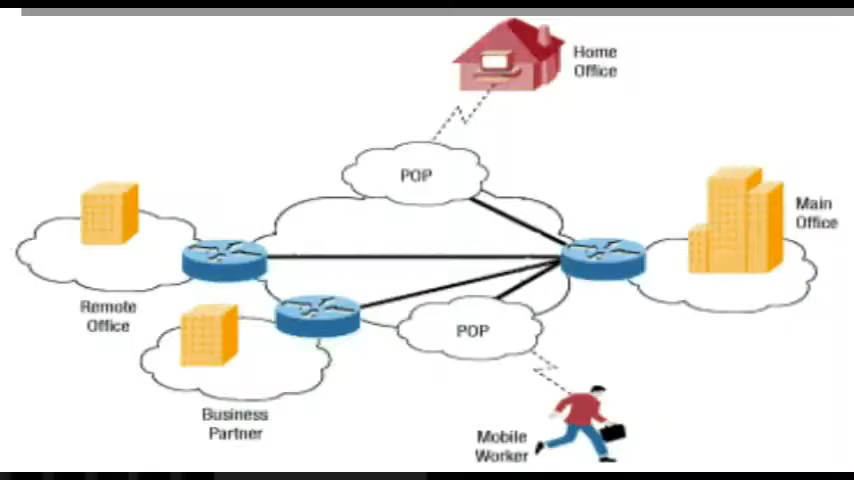 Home
Office
POP
Main
Office
Remote
Office
POP
Business
Partner
Mobile
Worker